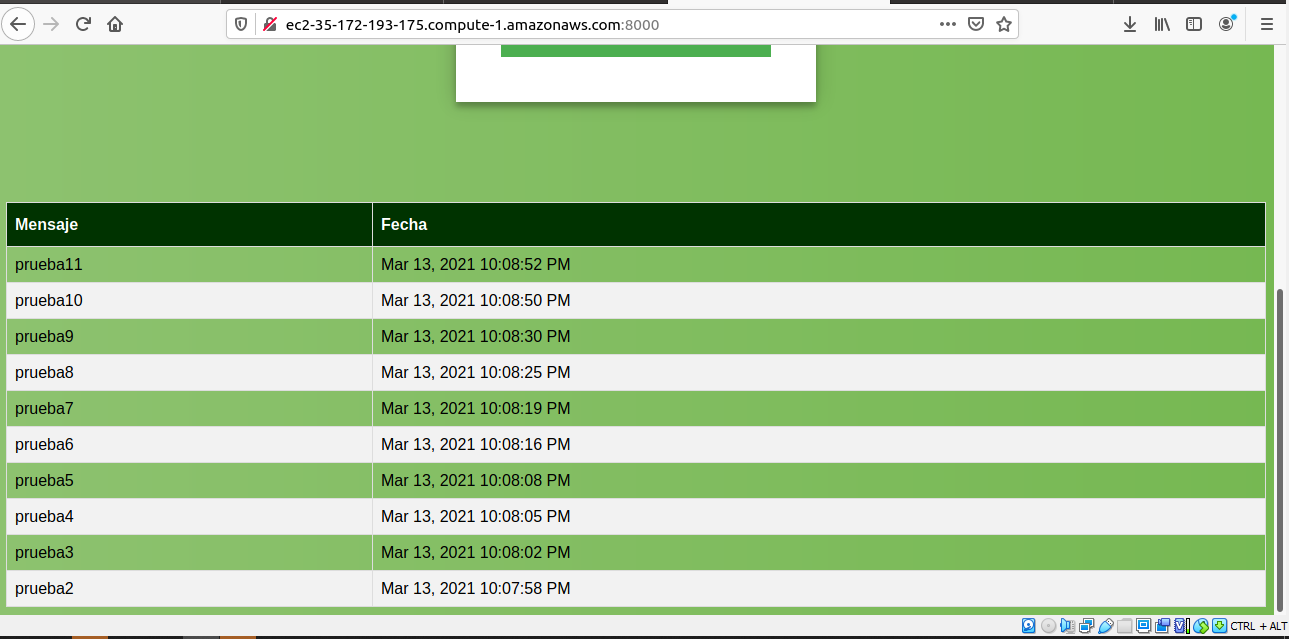 ec2-35-172-193-175.compute-1.amazonaws.com:8000
Mensaje Fecha
prueba11 Mar 13, 2021 10:08:52 PM
prueba10 Mar 13, 2021 10:08:50 PM
prueba9 Mar 13, 2021 10:08:30 PM
prueba8 Mar 13, 2021 10:08:25 PM
prueba7 Mar 13, 2021 10:08:19 PM
prueba6 Mar 13, 2021 10:08:16 PM
prueba5 Mar 13, 2021 10:08:08 PM
prueba4 Mar 13, 2021 10:08:05 PM
prueba3 Mar 13, 2021 10:08:02 PM
prueba2 Mar 13, 2021 10:07:58 PM
CTRL + ALT